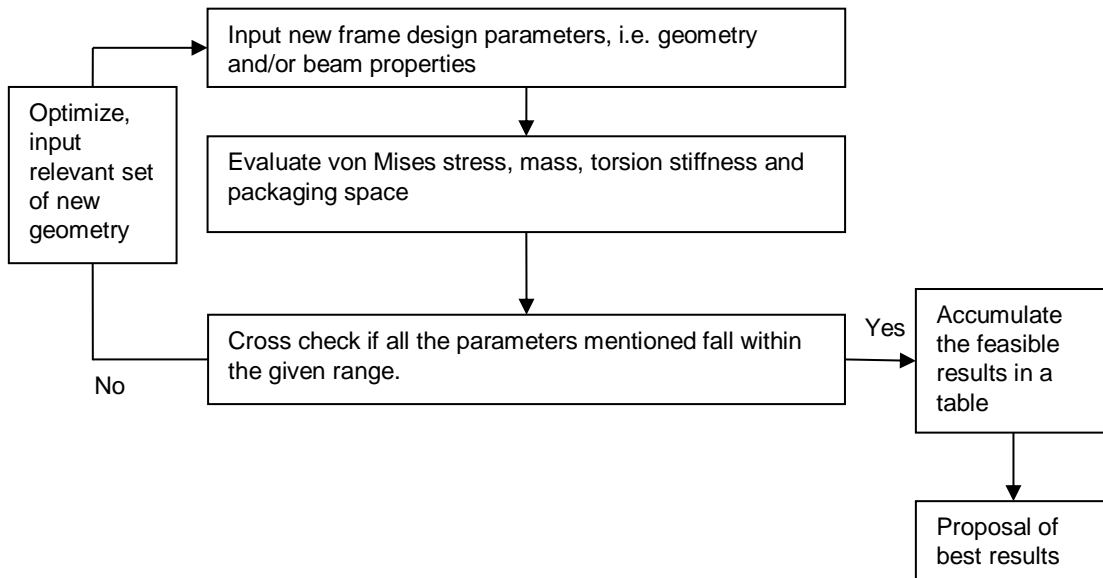 Input new frame design parameters, i.e. geometry
and/or beam properties
Optimize,
input
relevant set
of new
geometry
Evaluate von Mises stress, mass, torsion stiffness and
packaging space
Cross check if all the parameters mentioned fall within
the given range.
No
Yes
Accumulate
the feasible
results in a
table
Proposal of
best results